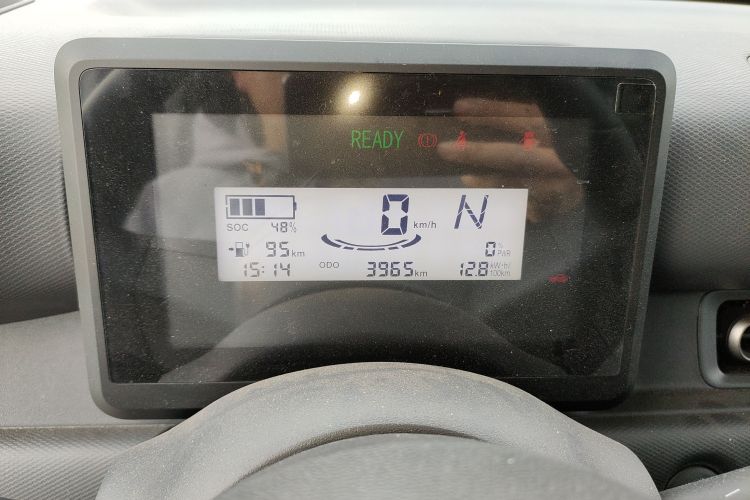 READY
0 km/h N
SOC 48%
95 km 0 % PWR
15:14 ODO 3965 km 12.8 kW·h/100km